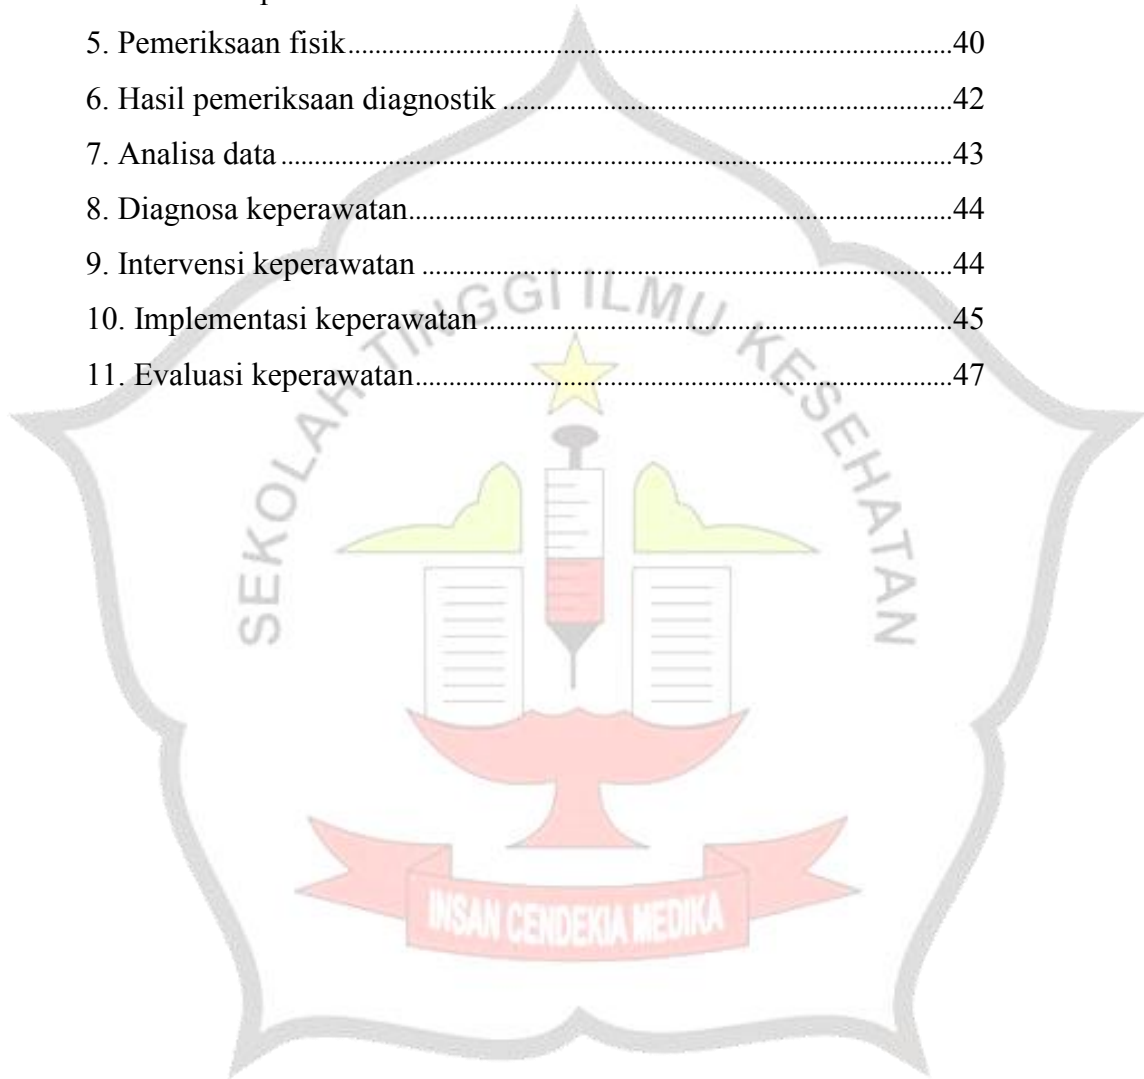 5. Pemeriksaan fisik..........................................................................................40
6. Hasil pemeriksaan diagnostik ...................................................................42
7. Analisa data ....................................................................................................43
8. Diagnosa keperawatan.................................................................................44
9. Intervensi keperawatan ...............................................................................44
10. Implementasi keperawatan ......................................................................45
11. Evaluasi keperawatan................................................................................47
SEKOLAH TINGGI ILMU KESEHATAN
INSAN CENDEKIA MEDIKA